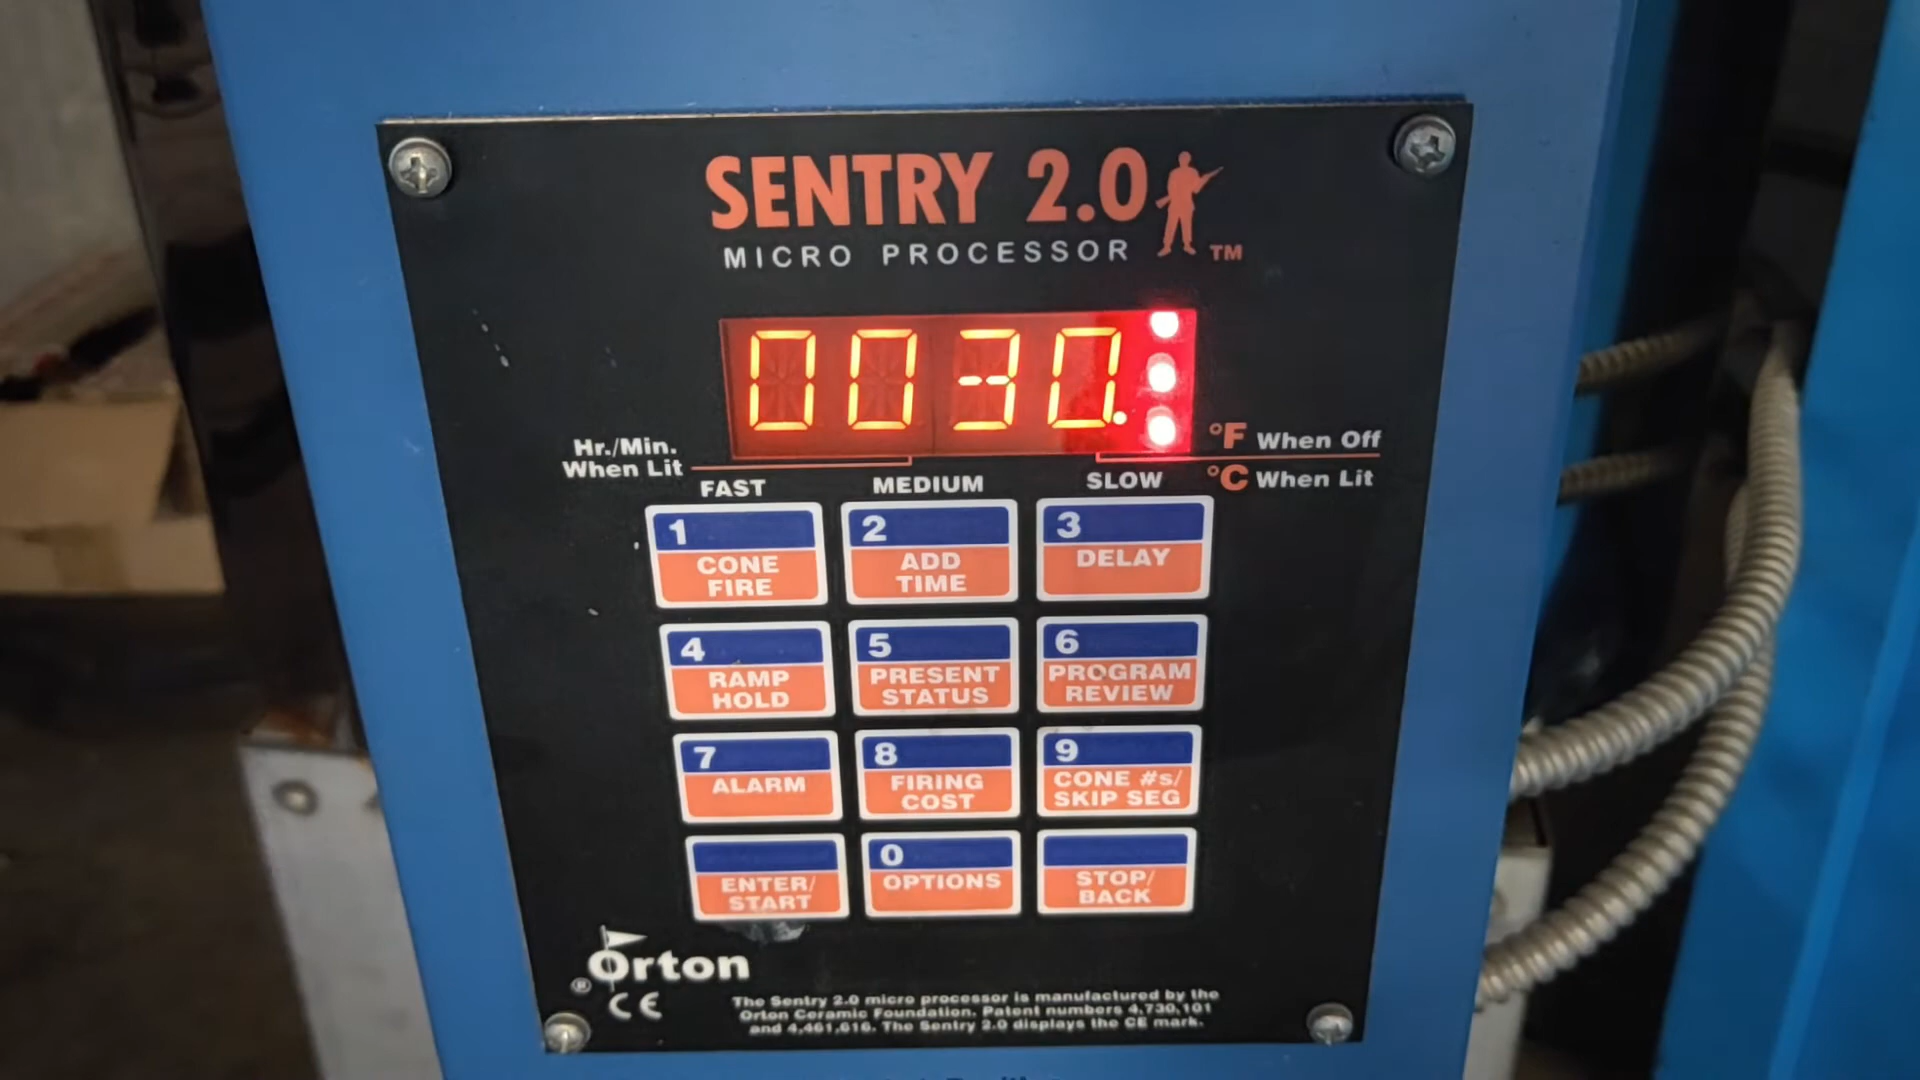 SENTRY 2.0
MICRO PROCESSOR ™
0030.
Hr./Min.
When Lit
°F When Off
°C When Lit
FAST MEDIUM SLOW
1
CONE
FIRE
2
ADD
TIME
3
DELAY
4
RAMP
HOLD
5
PRESENT
STATUS
6
PROGRAM
REVIEW
7
ALARM
8
FIRING
COST
9
CONE #s/
SKIP SEG
ENTER/
START
0
OPTIONS
STOP/
BACK
Orton
®
CE
The Sentry 2.0 micro processor is manufactured by the
Orton Ceramic Foundation. Patent numbers 4,730,101
and 4,461,616. The Sentry 2.0 displays the CE mark.